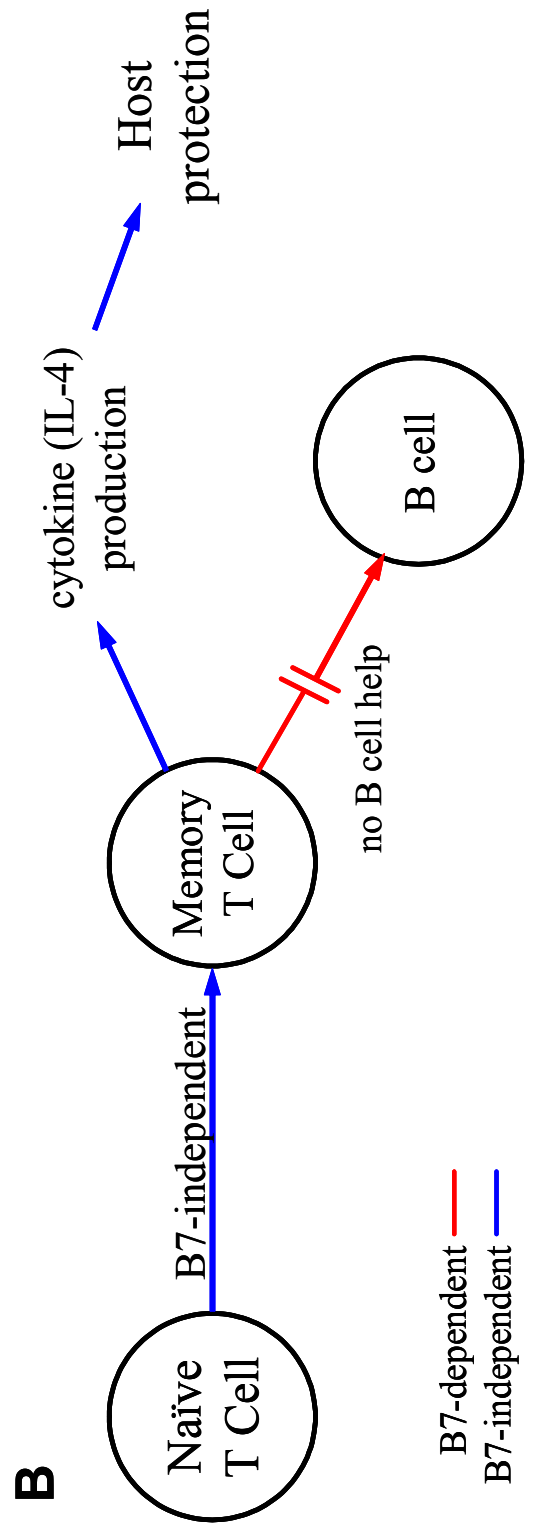 B
Naïve
T Cell
B7-independent
Memory
T Cell
cytokine (IL-4)
production
Host
protection
no B cell help
B cell
B7-dependent
B7-independent